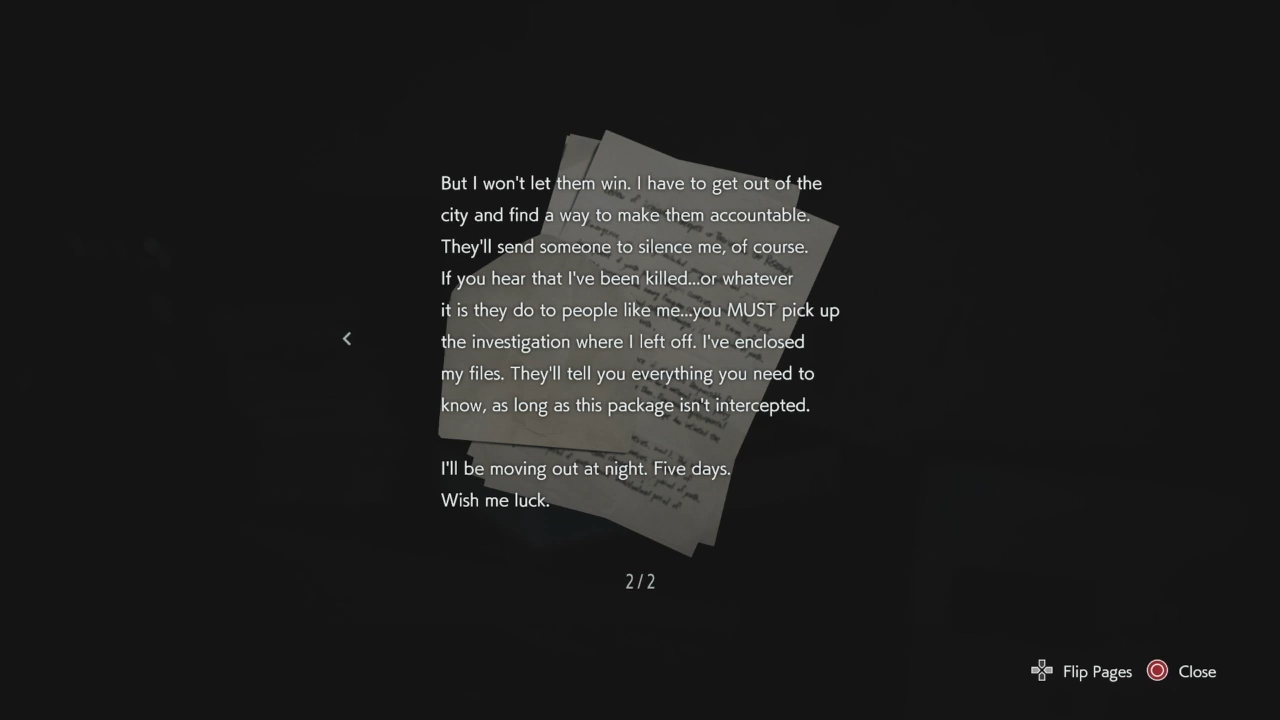 But I won't let them win. I have to get out of the
city and find a way to make them accountable.
They'll send someone to silence me, of course.
If you hear that I've been killed...or whatever
it is they do to people like me...you MUST pick up
the investigation where I left off. I've enclosed
my files. They'll tell you everything you need to
know, as long as this package isn't intercepted.
I'll be moving out at night. Five days.
Wish me luck.
2 / 2
Flip Pages Close